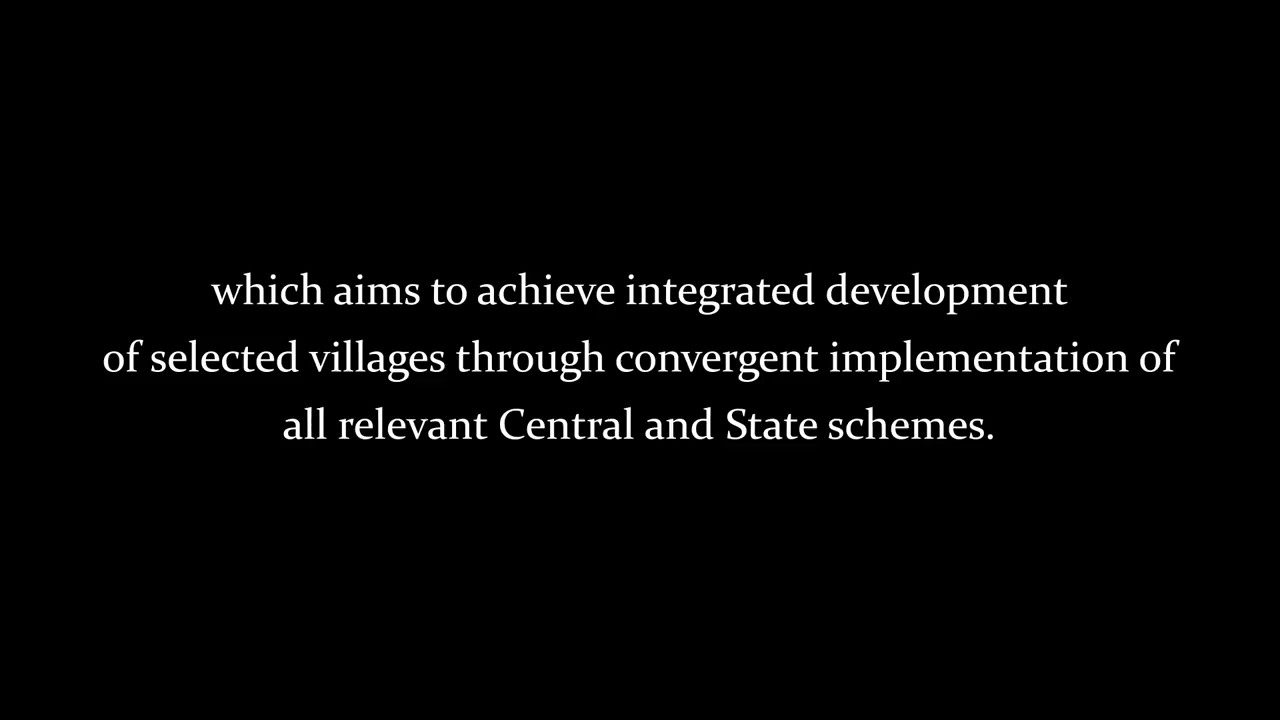 which aims to achieve integrated development
of selected villages through convergent implementation of
all relevant Central and State schemes.